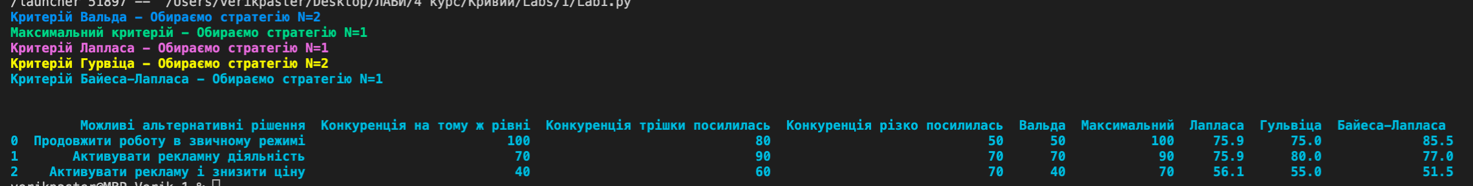 /launcher 51897 -- /Users/verikpaster/Desktop/ЛАБИ/4 курс/Кривий/Labs/1/Lab1.py
Критерій Вальда - Обираємо стратегію N=2
Максимальний критерій - Обираємо стратегію N=1
Критерій Лапласа - Обираємо стратегію N=1
Критерій Гурвіца - Обираємо стратегію N=2
Критерій Байеса-Лапласа - Обираємо стратегію N=1
Можливі альтернативні рішення Конкуренція на тому ж рівні Конкуренція трішки посилилась Конкуренція різко посилилась Вальда Максимальний Лапласа Гульвіца Байеса-Лапласа
0 Продовжити роботу в звичному режимі 100 80 50 50 100 75.9 75.0 85.5
1 Активувати рекламну діяльність 70 90 70 70 90 75.9 80.0 77.0
2 Активувати рекламу і знизити ціну 40 60 70 40 70 56.1 55.0 51.5